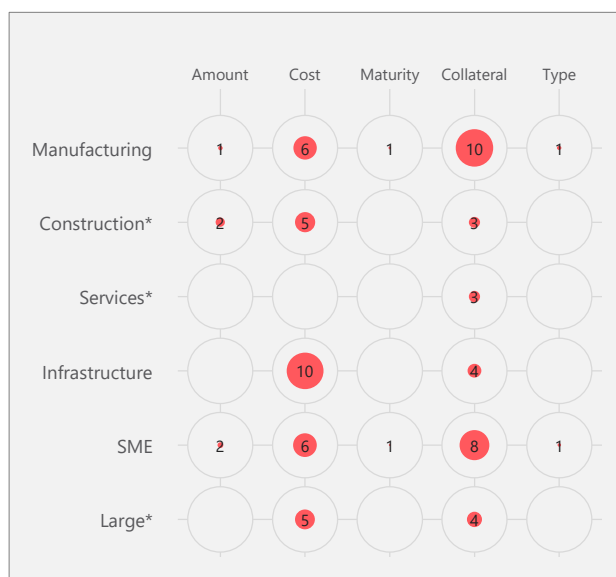 Amount Cost Maturity Collateral Type
Manufacturing 1 6 1 10 1
Construction* 2 5 3
Services* 3
Infrastructure 10 4
SME 2 6 1 8 1
Large* 5 4